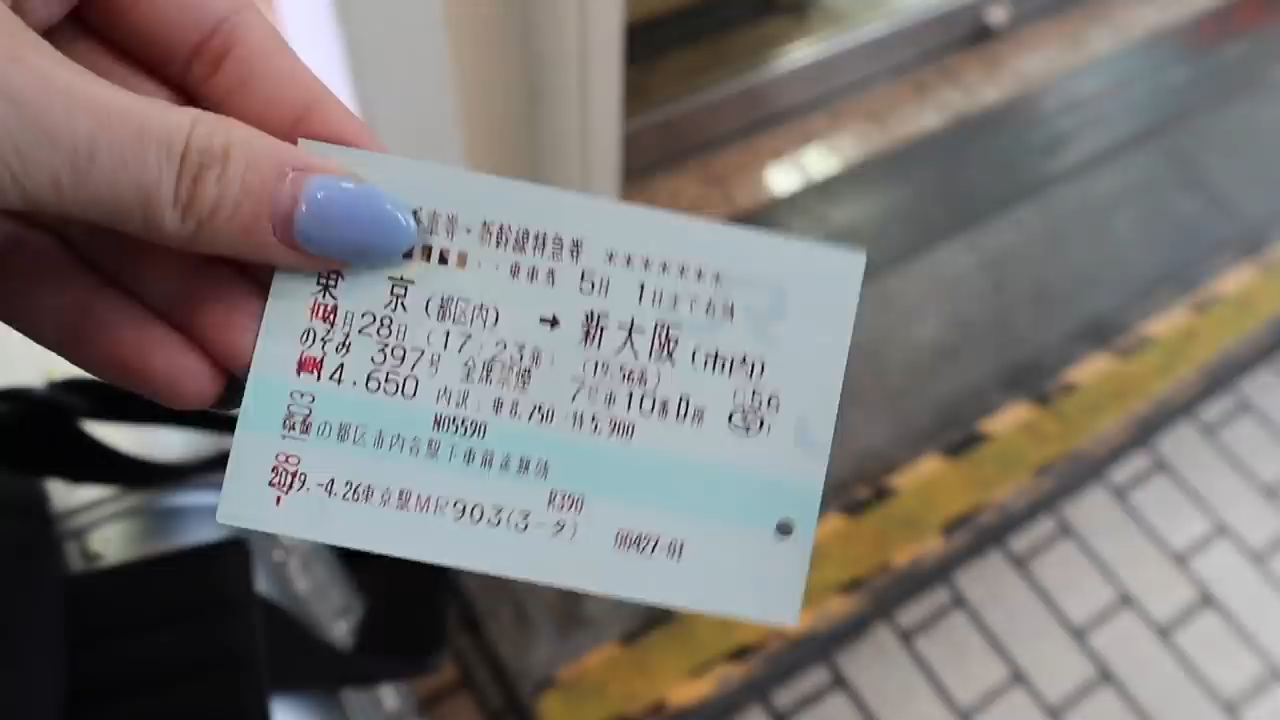 車券・新幹線特急券 *******
乗車券 5月 1日まで有効
東 京 (都区内) → 新大阪 (市内)
4月28日 (17:23発) (19:56着)
のぞみ 397号 全席禁煙 7号車10番D席
14,650 内訳:乗8,750・特5,900
N05590
の都区市内各駅下車前途無効
2019.-4.26東京駅MR903(3-タ) R390
00427-01